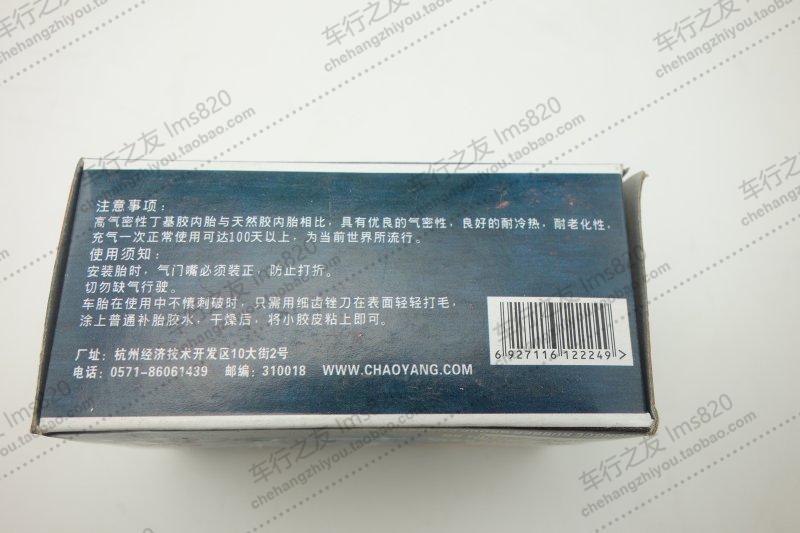 注意事项：
高气密性丁基胶内胎与天然胶内胎相比，具有优良的气密性，良好的耐冷热，耐老化性，
充气一次正常使用可达100天以上，为当前世界所流行。
使用须知：
安装胎时，气门嘴必须装正，防止打折。
切勿缺气行驶。
车胎在使用中不慎刺破时，只需用细齿锉刀在表面轻轻打毛，
涂上普通补胎胶水，干燥后，将小胶皮粘上即可。
厂址：杭州经济技术开发区10大街2号
电话：0571-86061439 邮编：310018 WWW.CHAOYANG.COM
6 927116 122249 >
车行之友 lms820
chehangzhiyou.taobao.com